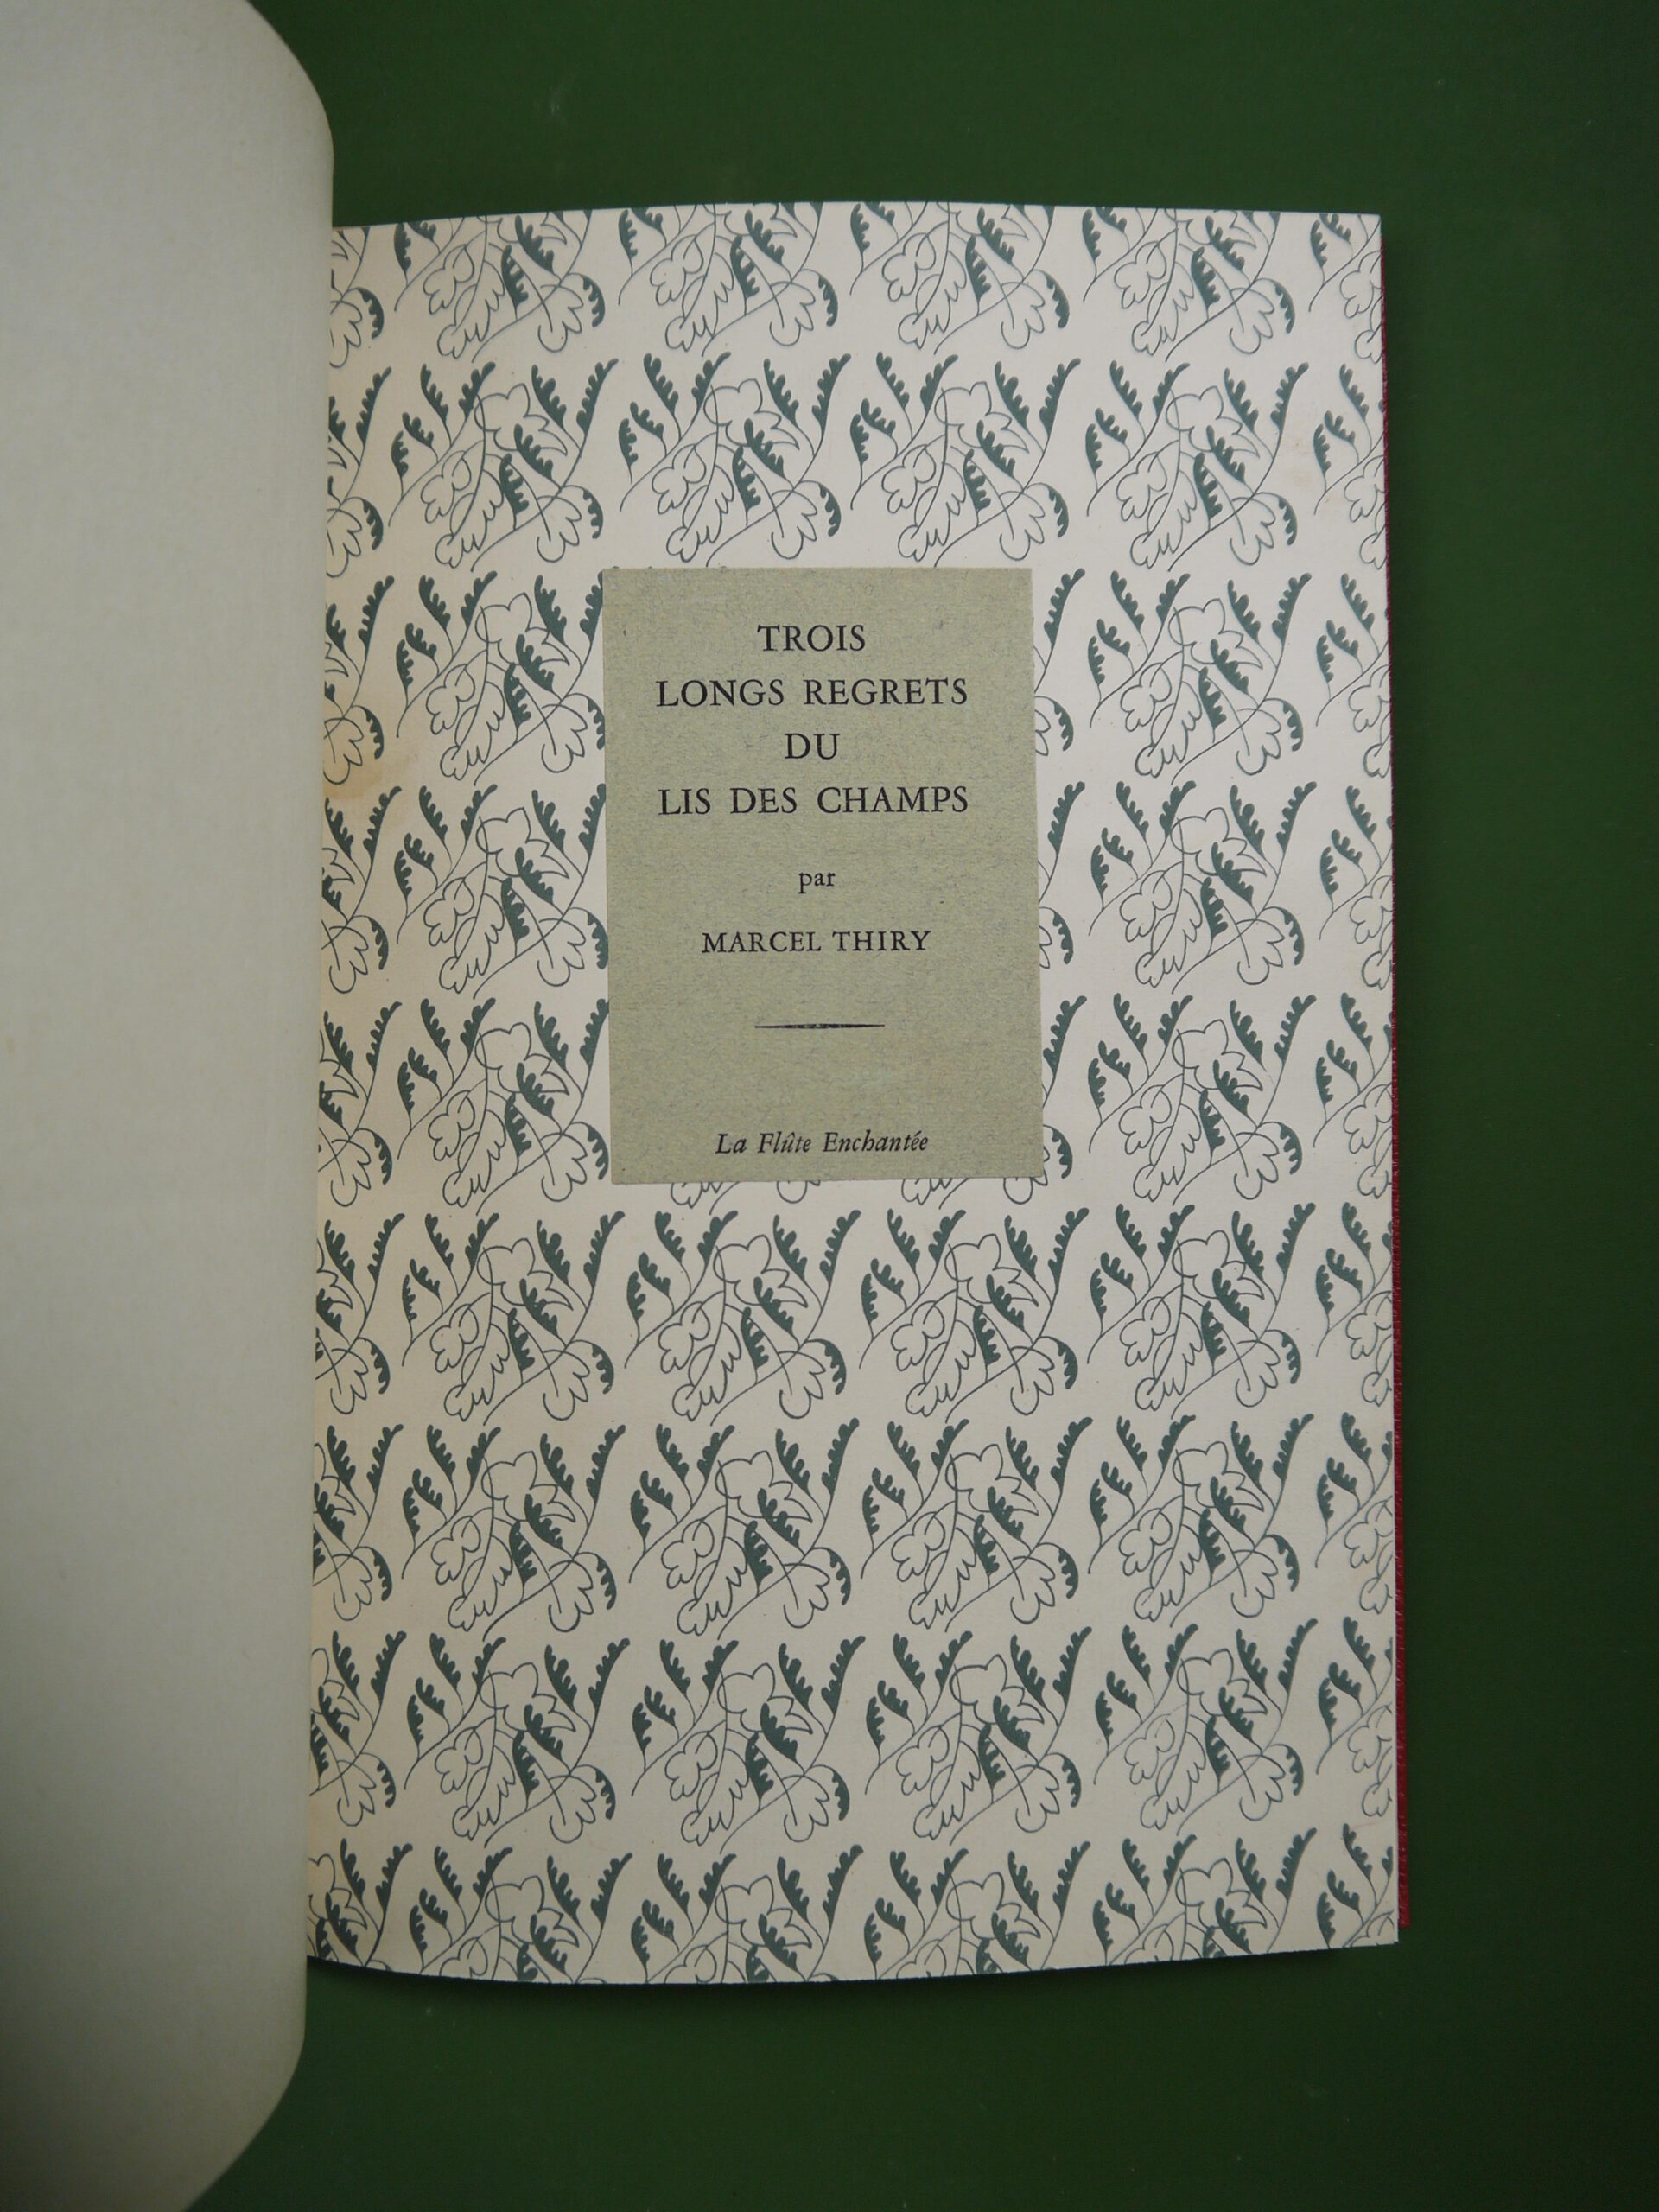 TROIS
LONGS REGRETS
DU
LIS DES CHAMPS
par
MARCEL THIRY
La Flûte Enchantée